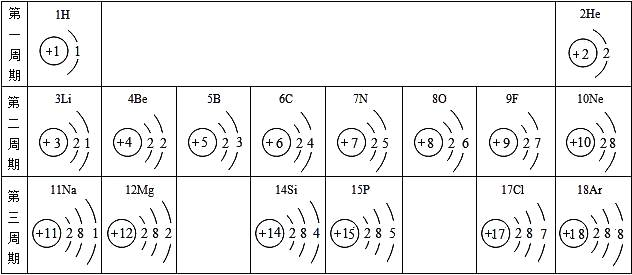 第一周期
1H
2He
+1 1
+2 2
第二周期
3Li 4Be 5B 6C 7N 8O 9F 10Ne
+3 2 1 +4 2 2 +5 2 3 +6 2 4 +7 2 5 +8 2 6 +9 2 7 +10 2 8
第三周期
11Na 12Mg 14Si 15P 17Cl 18Ar
+11 2 8 1 +12 2 8 2 +14 2 8 4 +15 2 8 5 +17 2 8 7 +18 2 8 8